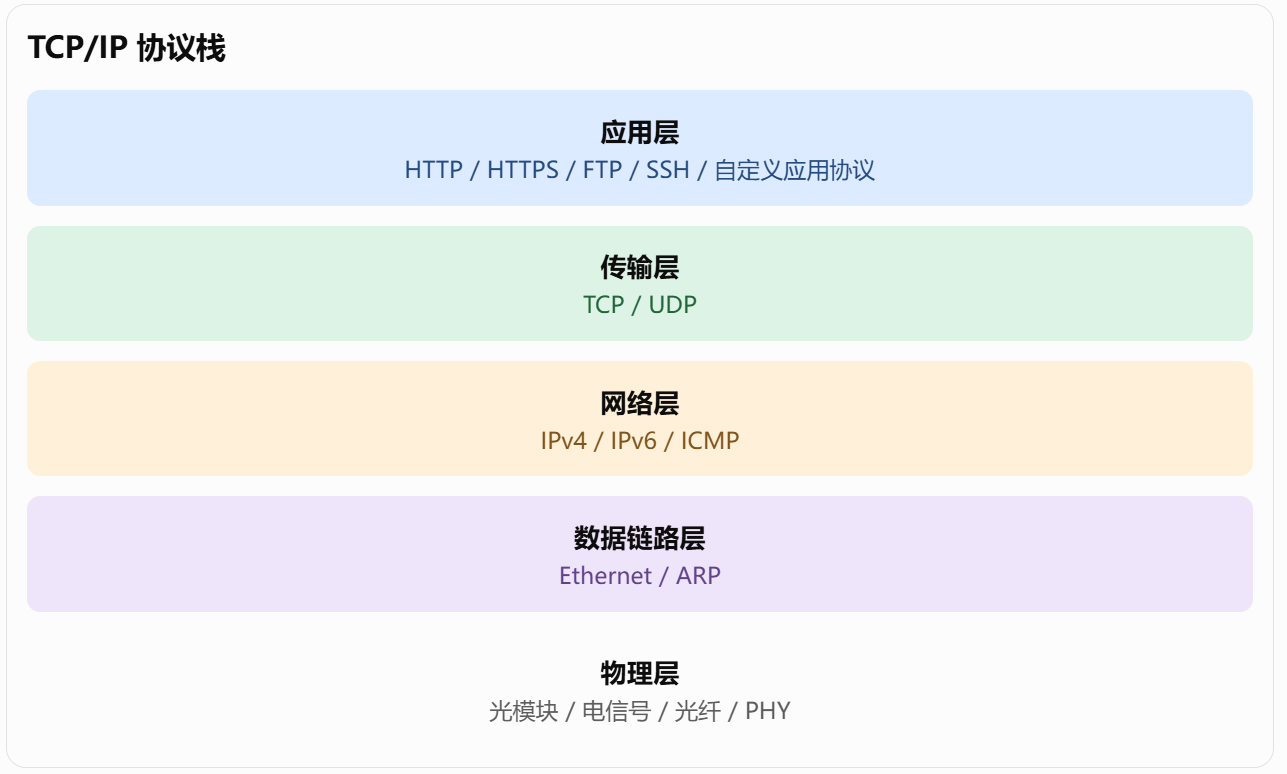 TCP/IP 协议栈
应用层
HTTP / HTTPS / FTP / SSH / 自定义应用协议
传输层
TCP / UDP
网络层
IPv4 / IPv6 / ICMP
数据链路层
Ethernet / ARP
物理层
光模块 / 电信号 / 光纤 / PHY